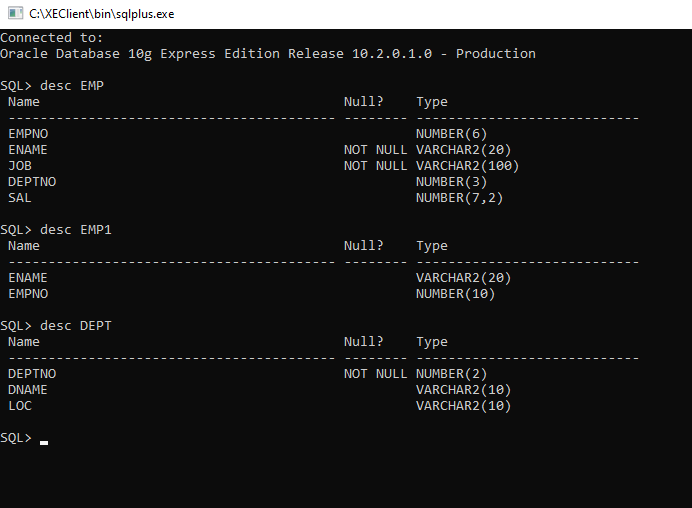 C:\XEClient\bin\sqlplus.exe
Connected to:
Oracle Database 10g Express Edition Release 10.2.0.1.0 - Production
SQL> desc EMP
 Name                                      Null?    Type
 ----------------------------------------- -------- ----------------------------
 EMPNO                                              NUMBER(6)
 ENAME                                     NOT NULL VARCHAR2(20)
 JOB                                       NOT NULL VARCHAR2(100)
 DEPTNO                                             NUMBER(3)
 SAL                                                NUMBER(7,2)
SQL> desc EMP1
 Name                                      Null?    Type
 ----------------------------------------- -------- ----------------------------
 ENAME                                              VARCHAR2(20)
 EMPNO                                              NUMBER(10)
SQL> desc DEPT
 Name                                      Null?    Type
 ----------------------------------------- -------- ----------------------------
 DEPTNO                                    NOT NULL NUMBER(2)
 DNAME                                              VARCHAR2(10)
 LOC                                                VARCHAR2(10)
SQL>